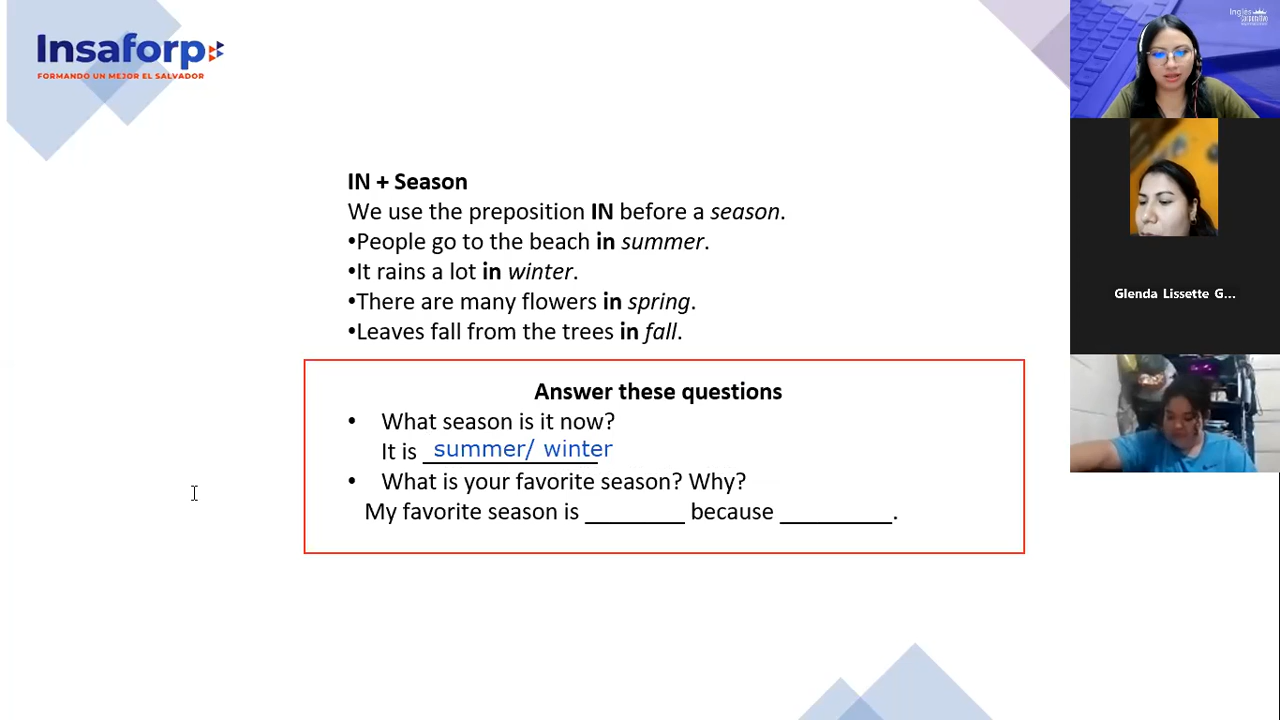 Insaforp
FORMANDO UN MEJOR EL SALVADOR
IN + Season
We use the preposition IN before a season.
•People go to the beach in summer.
•It rains a lot in winter.
•There are many flowers in spring.
•Leaves fall from the trees in fall.
Answer these questions
• What season is it now?
It is summer/ winter
• What is your favorite season? Why?
My favorite season is ________ because _________.
Glenda Lissette G...